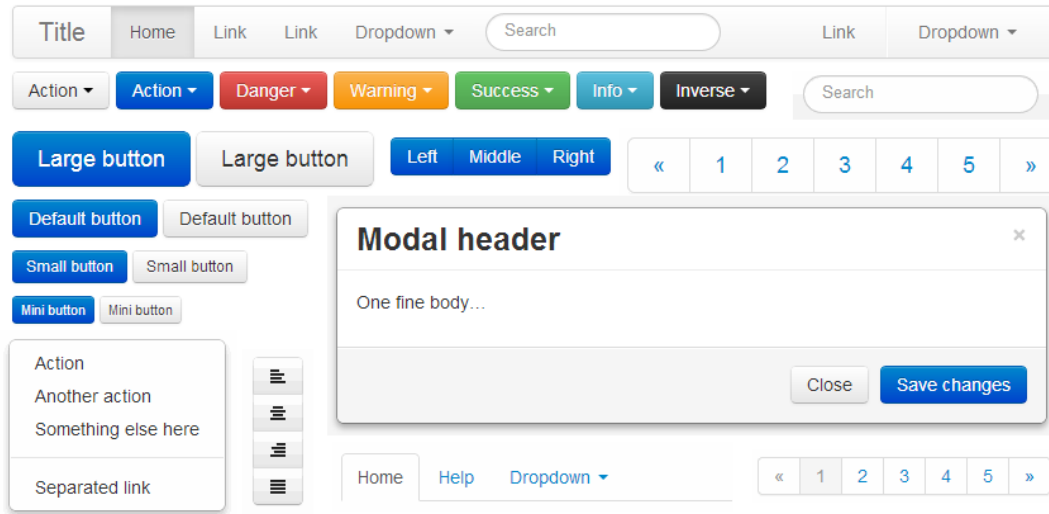 Title Home Link Link Dropdown Search Link Dropdown
Action Action Danger Warning Success Info Inverse Search
Large button Large button Left Middle Right « 1 2 3 4 5 »
Default button Default button
Modal header ×
Small button Small button
One fine body…
Mini button Mini button
Action
Another action
Something else here
Separated link
Close Save changes
Home Help Dropdown « 1 2 3 4 5 »